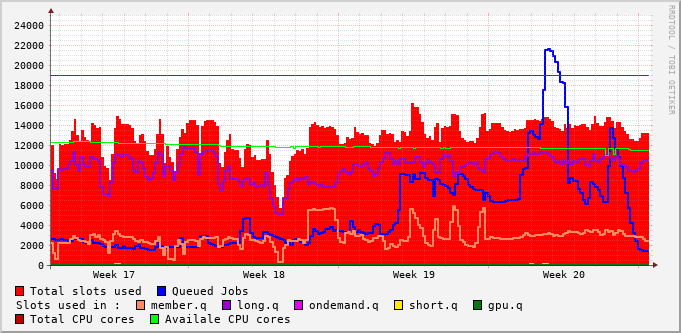 RRDTOOL / TOBI OETIKER
24000
22000
20000
18000
16000
14000
12000
10000
8000
6000
4000
2000
0
Week 17 Week 18 Week 19 Week 20
Total slots used Queued Jobs
Slots used in : member.q long.q ondemand.q short.q gpu.q
Total CPU cores Availale CPU cores